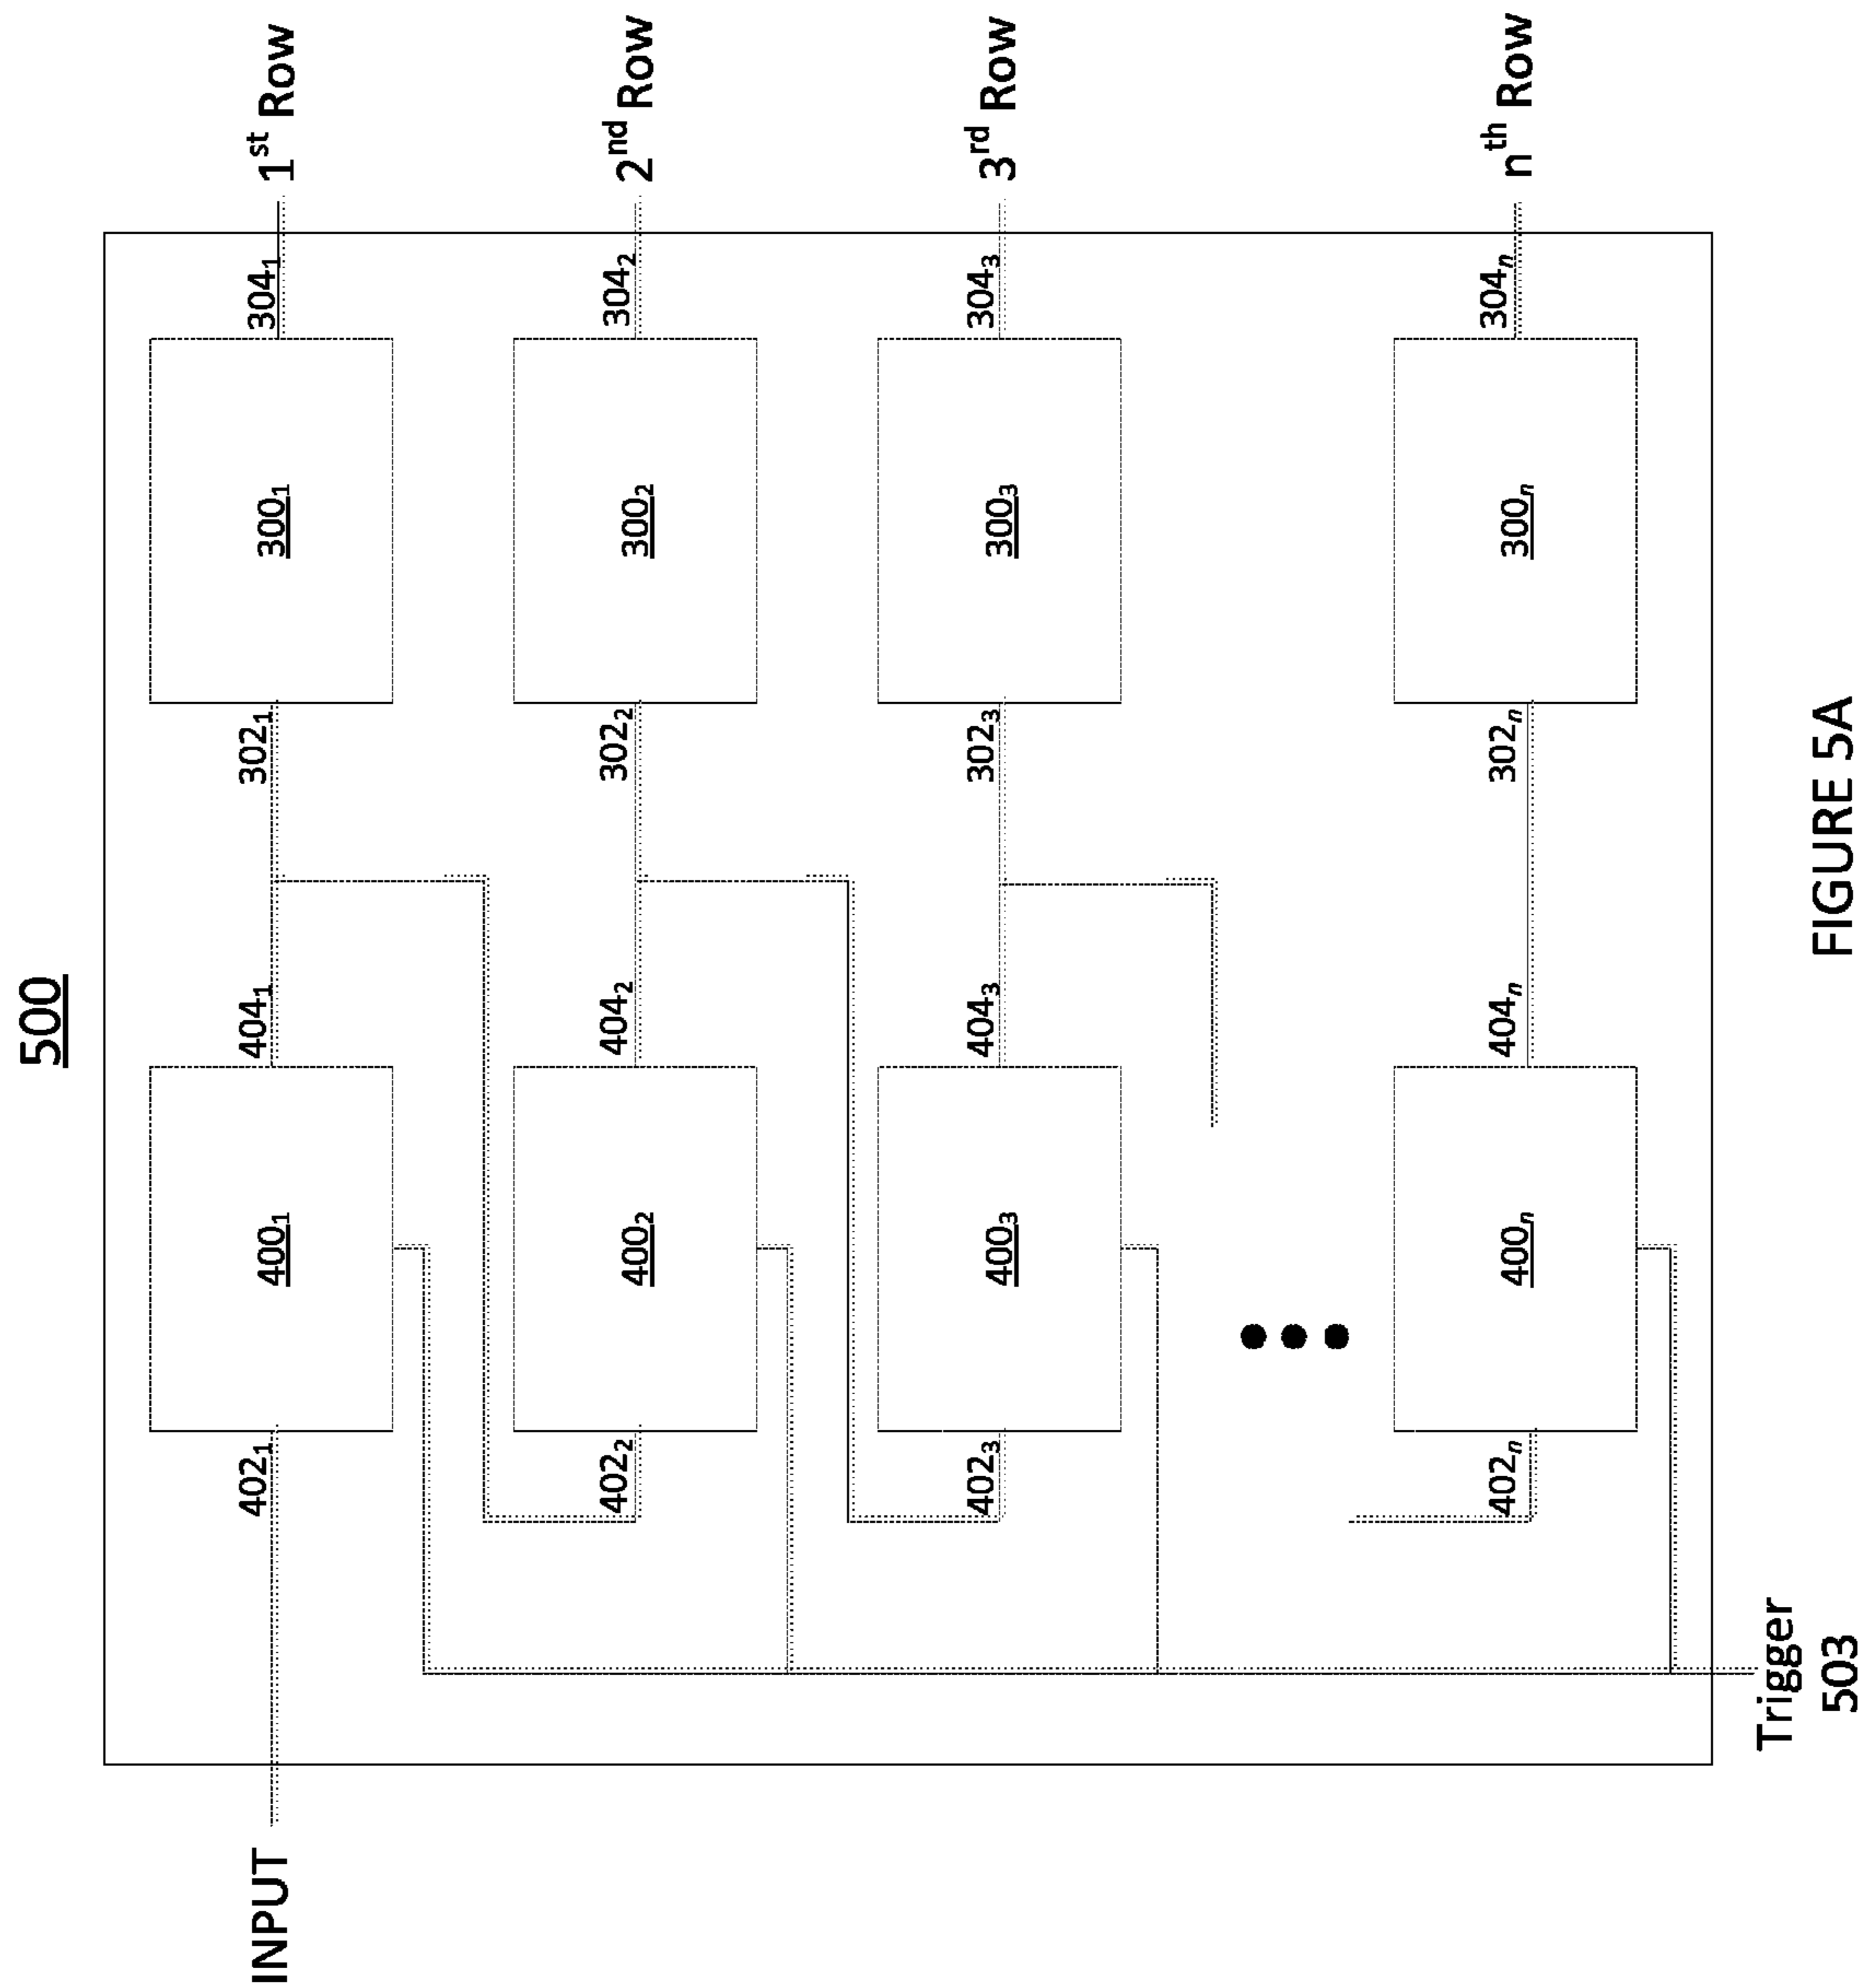 500
INPUT
402₁
400₁
404₁
302₁
300₁
304₁
1ˢᵗ Row
402₂
400₂
404₂
302₂
300₂
304₂
2ⁿᵈ Row
402₃
400₃
404₃
302₃
300₃
304₃
3ʳᵈ Row
402ₙ
400ₙ
404ₙ
302ₙ
300ₙ
304ₙ
nᵗʰ Row
Trigger
503
FIGURE 5A